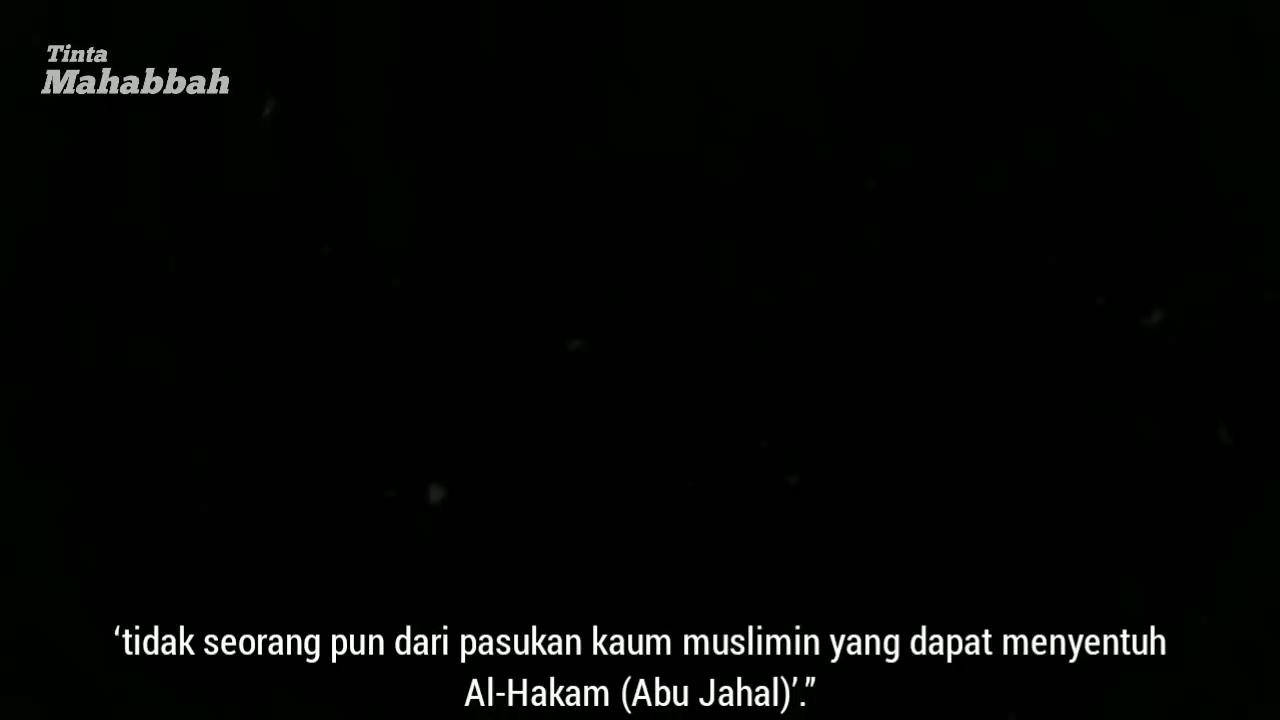 Tinta
Mahabbah
‘tidak seorang pun dari pasukan kaum muslimin yang dapat menyentuh
Al-Hakam (Abu Jahal)’.”